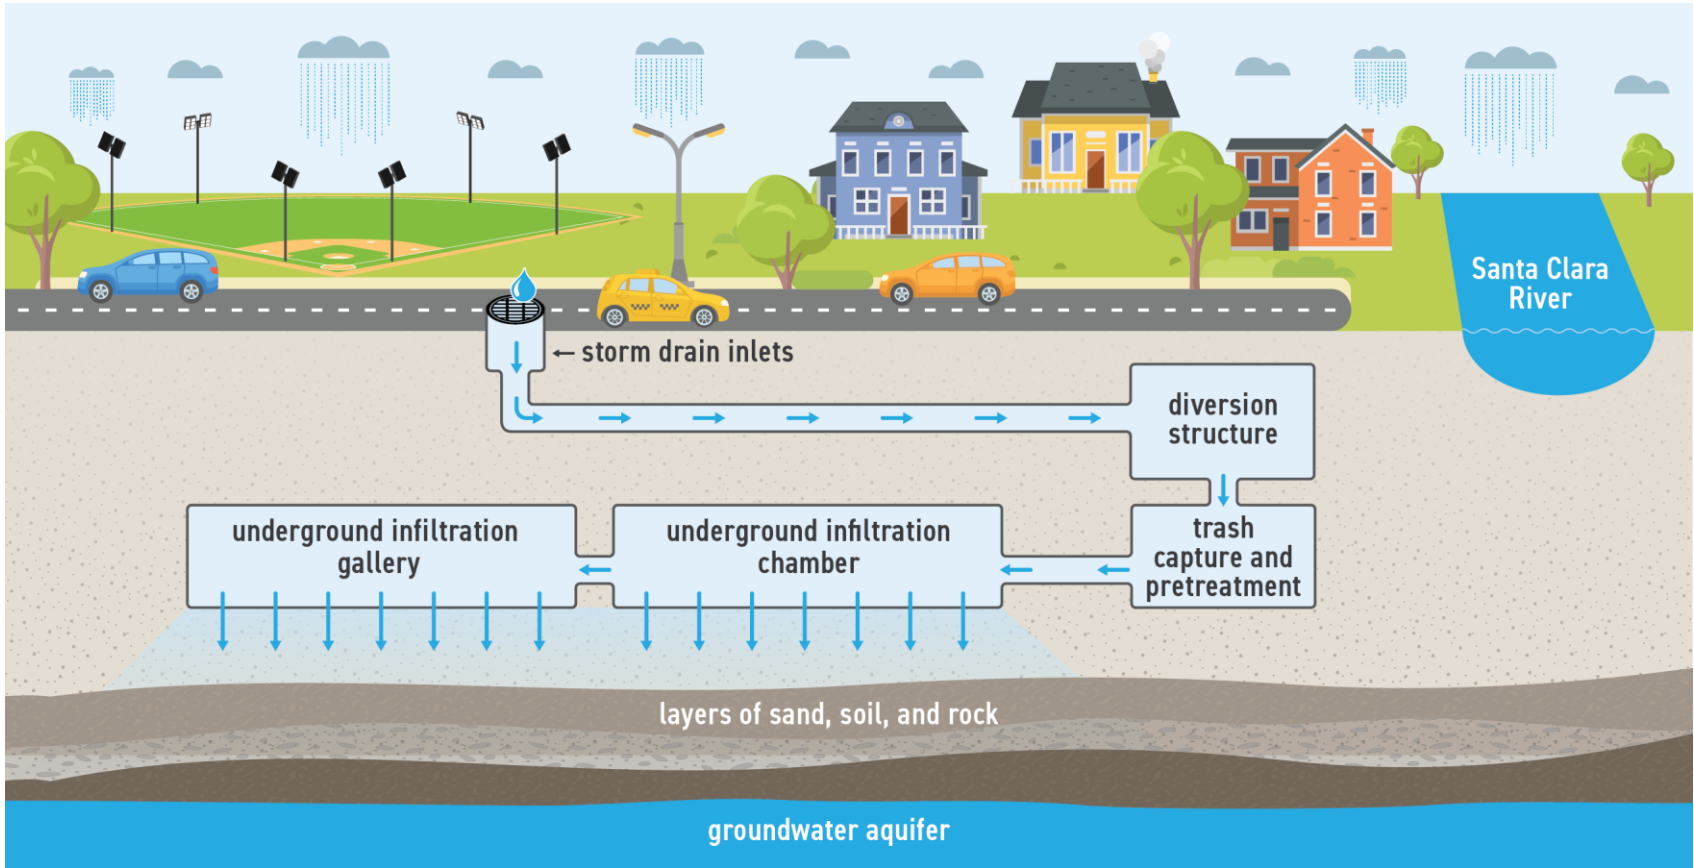 Santa Clara
River
← storm drain inlets
diversion
structure
underground infiltration
gallery
underground infiltration
chamber
trash
capture and
pretreatment
layers of sand, soil, and rock
groundwater aquifer